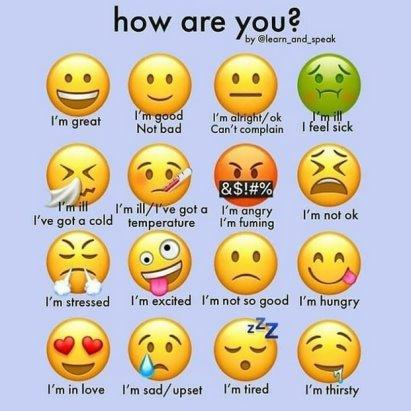 how are you?
by @learn_and_speak
I'm great
I'm good
Not bad
I'm alright/ok
Can't complain
I'm ill
I feel sick
&$!#%
I'm ill
I've got a cold
I'm ill/I've got a
temperature
I'm angry
I'm fuming
I'm not ok
I'm stressed
I'm excited
I'm not so good
I'm hungry
zzZ
I'm in love
I'm sad/upset
I'm tired
I'm thirsty